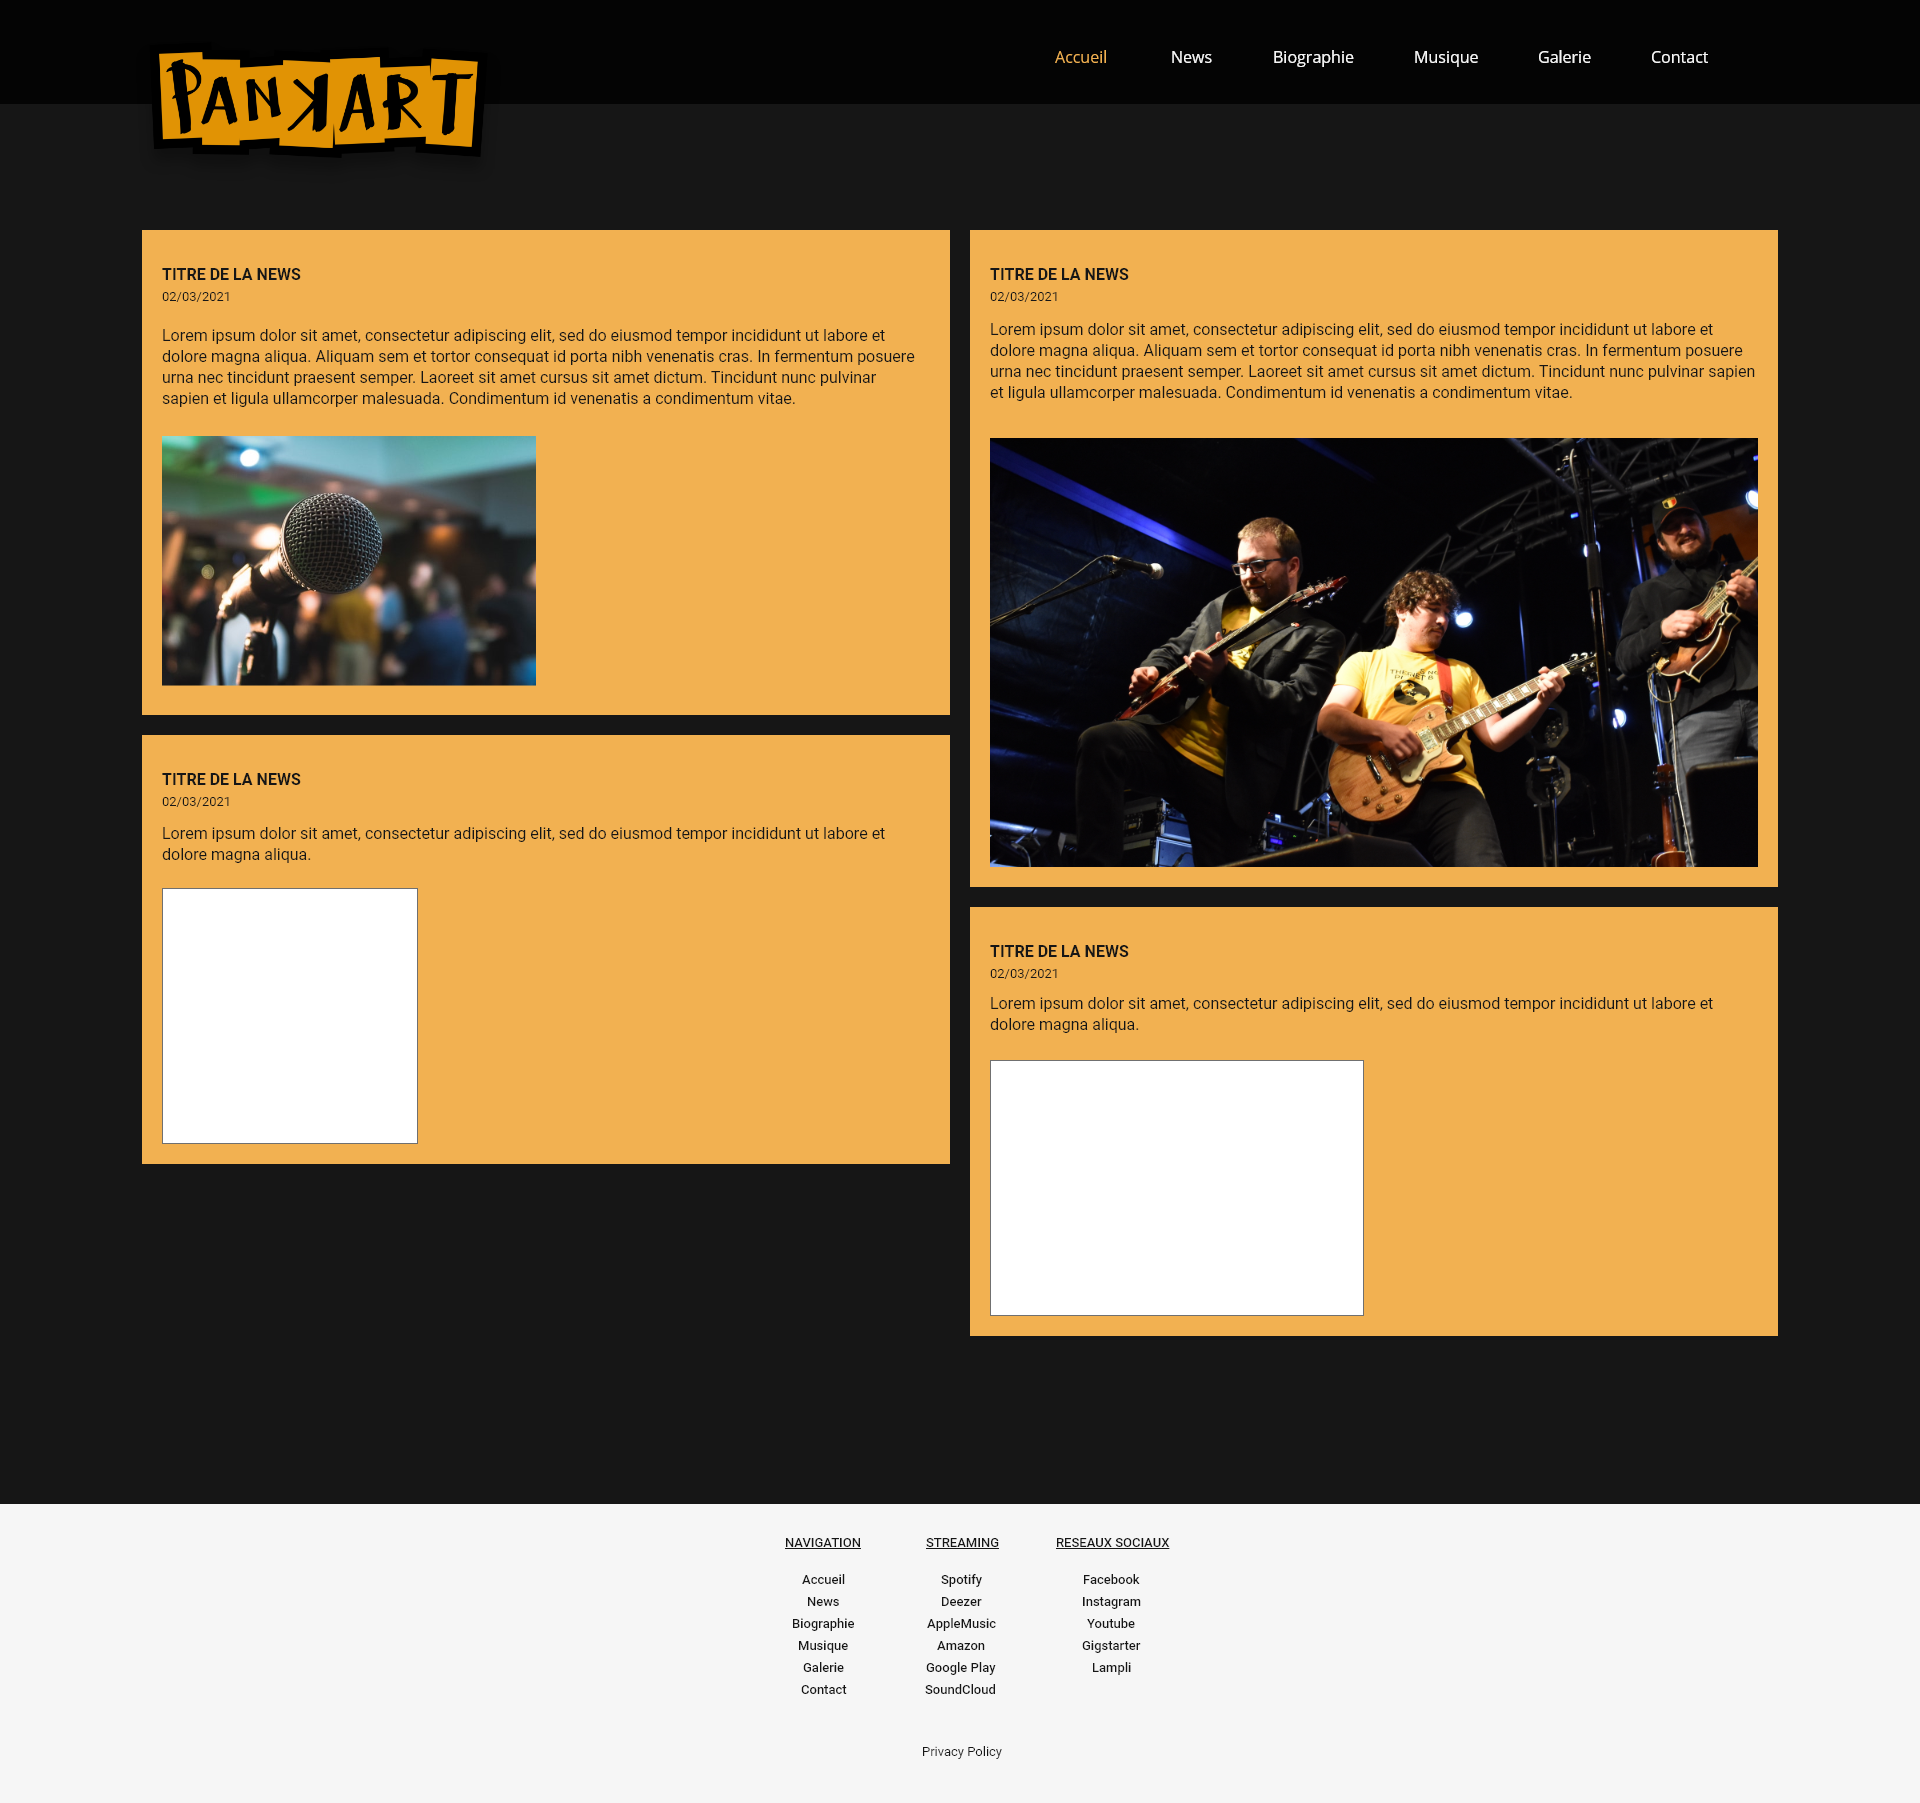 PANKART
Accueil
News
Biographie
Musique
Galerie
Contact
TITRE DE LA NEWS
02/03/2021
Lorem ipsum dolor sit amet, consectetur adipiscing elit, sed do eiusmod tempor incididunt ut labore et
dolore magna aliqua. Aliquam sem et tortor consequat id porta nibh venenatis cras. In fermentum posuere
urna nec tincidunt praesent semper. Laoreet sit amet cursus sit amet dictum. Tincidunt nunc pulvinar
sapien et ligula ullamcorper malesuada. Condimentum id venenatis a condimentum vitae.
TITRE DE LA NEWS
02/03/2021
Lorem ipsum dolor sit amet, consectetur adipiscing elit, sed do eiusmod tempor incididunt ut labore et
dolore magna aliqua.
TITRE DE LA NEWS
02/03/2021
Lorem ipsum dolor sit amet, consectetur adipiscing elit, sed do eiusmod tempor incididunt ut labore et
dolore magna aliqua. Aliquam sem et tortor consequat id porta nibh venenatis cras. In fermentum posuere
urna nec tincidunt praesent semper. Laoreet sit amet cursus sit amet dictum. Tincidunt nunc pulvinar sapien
et ligula ullamcorper malesuada. Condimentum id venenatis a condimentum vitae.
TITRE DE LA NEWS
02/03/2021
Lorem ipsum dolor sit amet, consectetur adipiscing elit, sed do eiusmod tempor incididunt ut labore et
dolore magna aliqua.
NAVIGATION
Accueil
News
Biographie
Musique
Galerie
Contact
STREAMING
Spotify
Deezer
AppleMusic
Amazon
Google Play
SoundCloud
RESEAUX SOCIAUX
Facebook
Instagram
Youtube
Gigstarter
Lampli
Privacy Policy